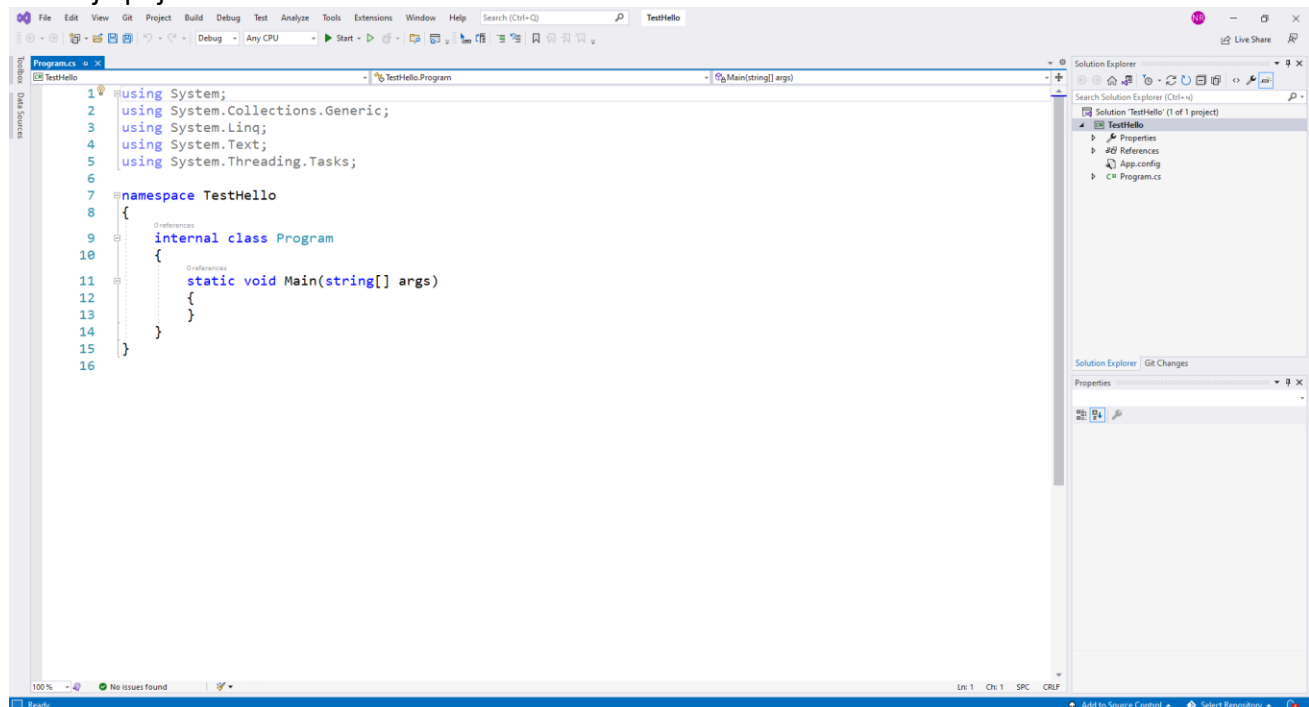 File Edit View Git Project Build Debug Test Analyze Tools Extensions Window Help Search (Ctrl+Q) TestHello NR
Debug Any CPU Start Live Share
Toolbox
Data Sources
Program.cs
TestHello TestHello.Program Main(string[] args)
1 using System;
2 using System.Collections.Generic;
3 using System.Linq;
4 using System.Text;
5 using System.Threading.Tasks;
6
7 namespace TestHello
8 {
0 references
9 internal class Program
10 {
0 references
11 static void Main(string[] args)
12 {
13 }
14 }
15 }
16
Solution Explorer
Search Solution Explorer (Ctrl+ч)
Solution 'TestHello' (1 of 1 project)
TestHello
Properties
References
App.config
C# Program.cs
Solution Explorer Git Changes
Properties
100 % No issues found Ln: 1 Ch: 1 SPC CRLF
Ready Add to Source Control Select Repository